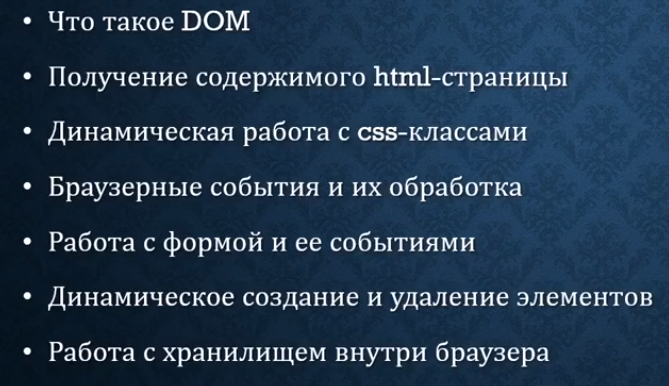 • Что такое DOM
• Получение содержимого html-страницы
• Динамическая работа с css-классами
• Браузерные события и их обработка
• Работа с формой и ее событиями
• Динамическое создание и удаление элементов
• Работа с хранилищем внутри браузера